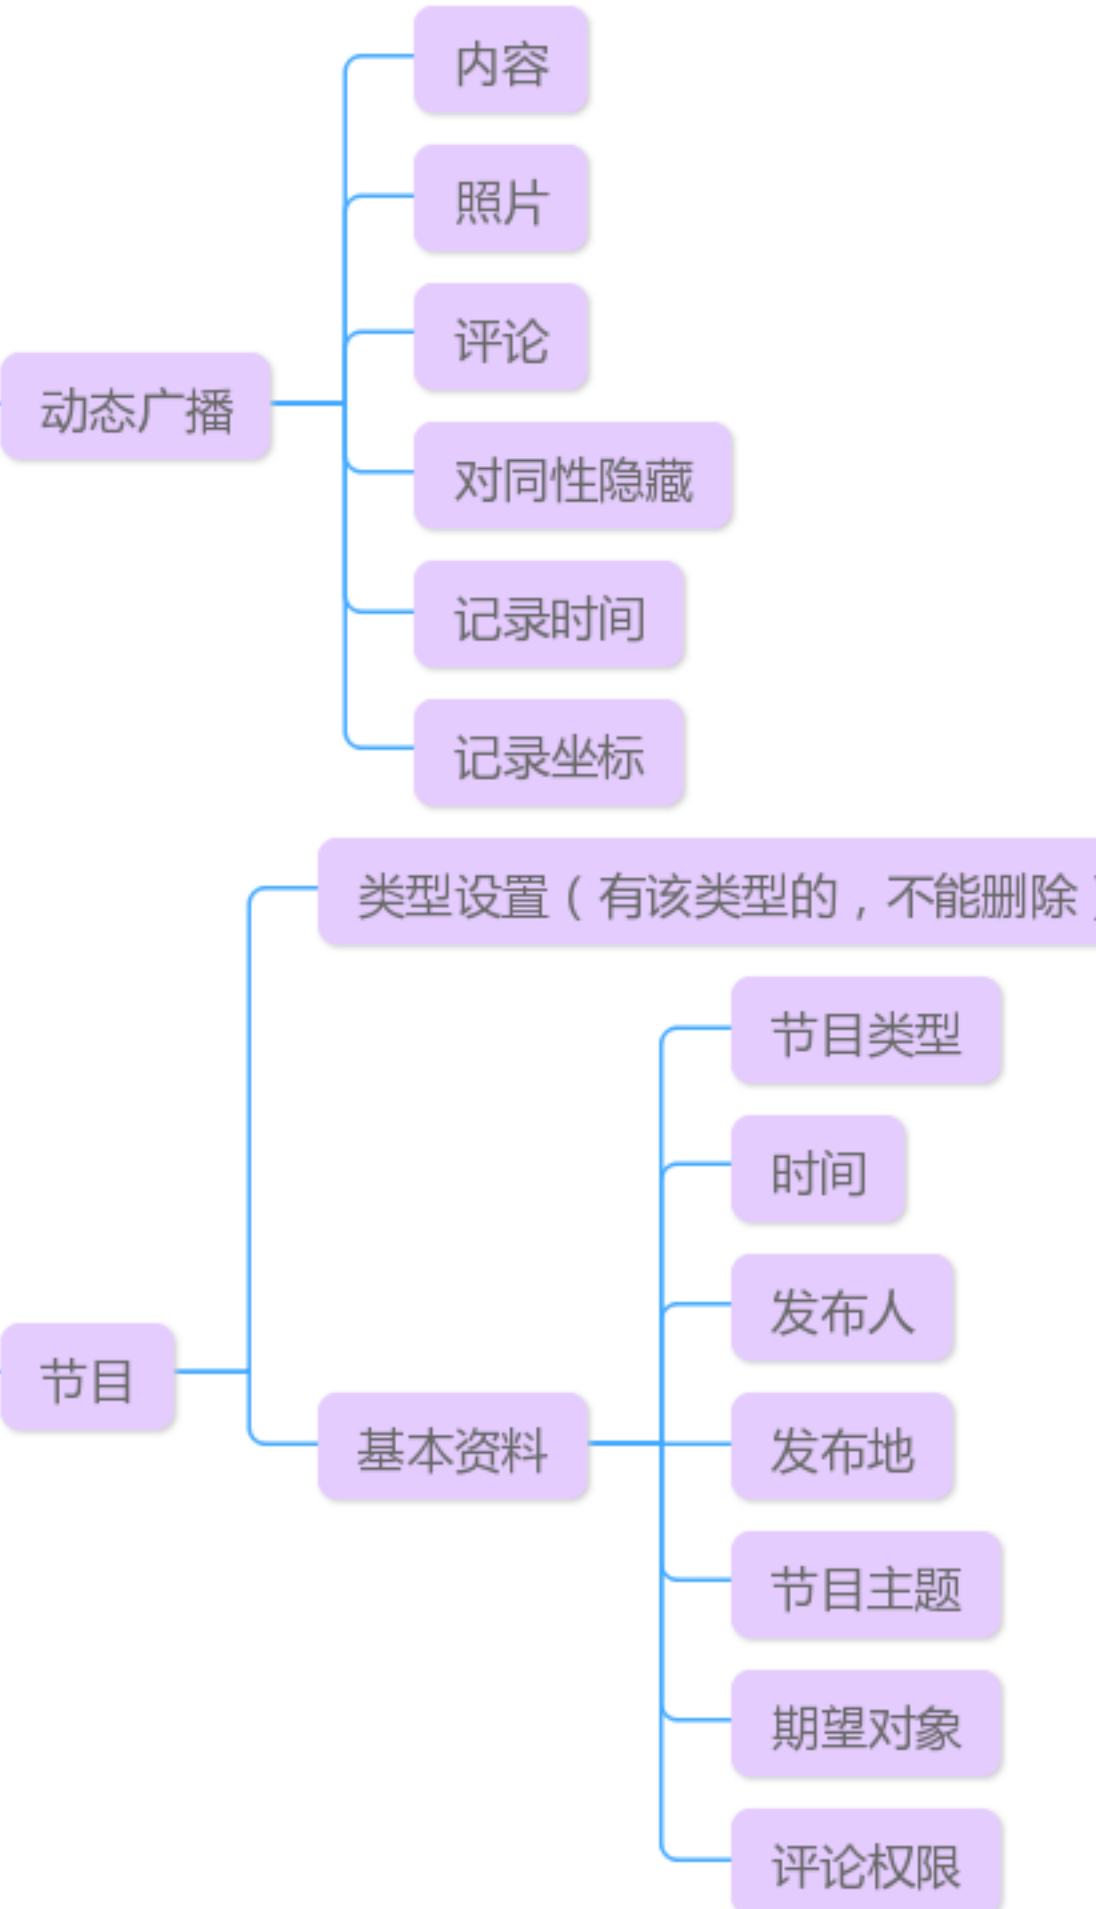 内容
照片
评论
动态广播
对同性隐藏
记录时间
记录坐标
类型设置（有该类型的，不能删除）
节目类型
时间
发布人
节目
基本资料
发布地
节目主题
期望对象
评论权限